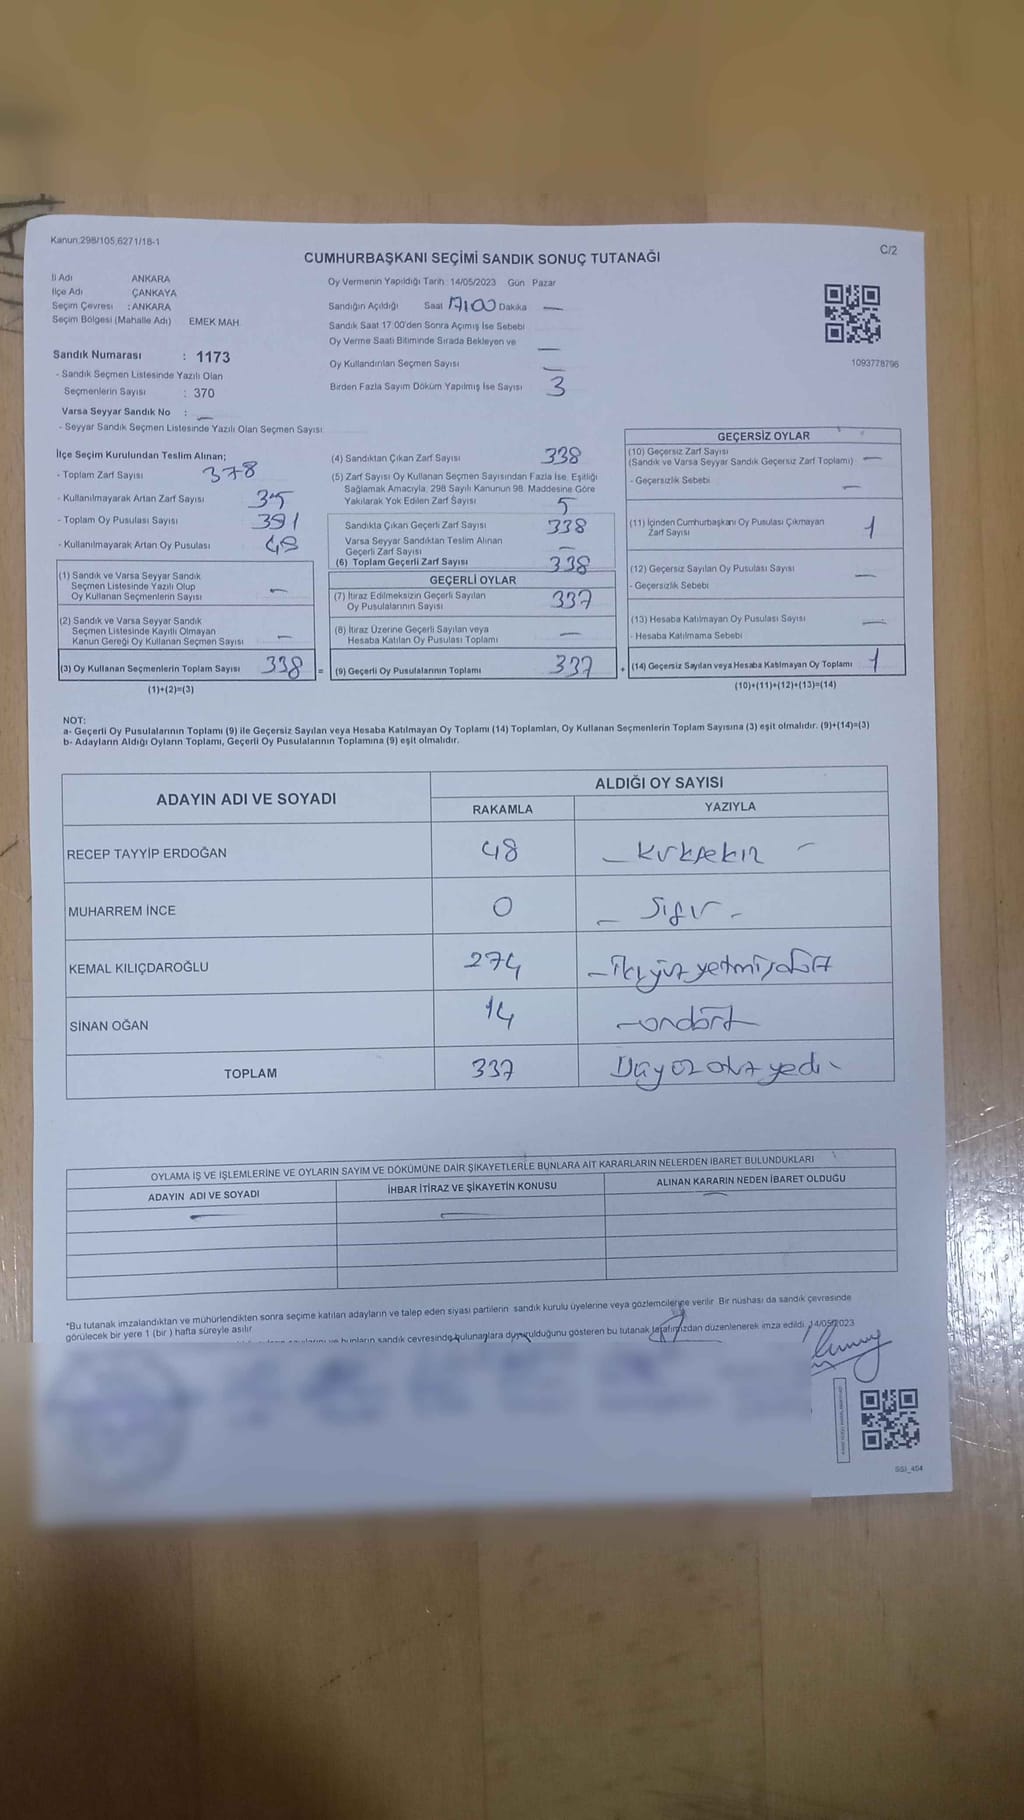 Kanun:298/105,6271/18-1
C/2
CUMHURBAŞKANI SEÇİMİ SANDIK SONUÇ TUTANAĞI
İl Adı ANKARA
İlçe Adı ÇANKAYA
Seçim Çevresi : ANKARA
Seçim Bölgesi (Mahalle Adı) EMEK MAH.
Sandık Numarası : 1173
- Sandık Seçmen Listesinde Yazılı Olan
Seçmenlerin Sayısı : 370
Varsa Seyyar Sandık No : —
- Seyyar Sandık Seçmen Listesinde Yazılı Olan Seçmen Sayısı
Oy Vermenin Yapıldığı Tarih: 14/05/2023 Gün Pazar
Sandığın Açıldığı Saat 17:00 Dakika —
Sandık Saat 17:00'den Sonra Açımış İse Sebebi
Oy Verme Saati Bitiminde Sırada Bekleyen ve —
Oy Kullandırılan Seçmen Sayısı —
Birden Fazla Sayım Döküm Yapılmış İse Sayısı 3
1093778796
İlçe Seçim Kurulundan Teslim Alınan;
- Toplam Zarf Sayısı 378
- Kullanılmayarak Artan Zarf Sayısı 35
- Toplam Oy Pusulası Sayısı 391
- Kullanılmayarak Artan Oy Pusulası
(1) Sandık ve Varsa Seyyar Sandık
Seçmen Listesinde Yazılı Olup
Oy Kullanan Seçmenlerin Sayısı —
(2) Sandık ve Varsa Seyyar Sandık
Seçmen Listesinde Kayıtlı Olmayan
Kanun Gereği Oy Kullanan Seçmen Sayısı —
(3) Oy Kullanan Seçmenlerin Toplam Sayısı 338 =
(1)+(2)=(3)
(4) Sandıktan Çıkan Zarf Sayısı 338
(5) Zarf Sayısı Oy Kullanan Seçmen Sayısından Fazla İse, Eşitliği
Sağlamak Amacıyla, 298 Sayılı Kanunun 98. Maddesine Göre
Yakılarak Yok Edilen Zarf Sayısı 5
Sandıkta Çıkan Geçerli Zarf Sayısı 338
Varsa Seyyar Sandıktan Teslim Alınan
Geçerli Zarf Sayısı —
(6) Toplam Geçerli Zarf Sayısı 338
GEÇERLİ OYLAR
(7) İtiraz Edilmeksizin Geçerli Sayılan
Oy Pusulalarının Sayısı 337
(8) İtiraz Üzerine Geçerli Sayılan veya
Hesaba Katılan Oy Pusulası Toplamı —
(9) Geçerli Oy Pusulalarının Toplamı 337 +
GEÇERSİZ OYLAR
(10) Geçersiz Zarf Sayısı
(Sandık ve Varsa Seyyar Sandık Geçersiz Zarf Toplamı) —
- Geçersizlik Sebebi —
(11) İçinden Cumhurbaşkanı Oy Pusulası Çıkmayan
Zarf Sayısı 1
(12) Geçersiz Sayılan Oy Pusulası Sayısı —
- Geçersizlik Sebebi
(13) Hesaba Katılmayan Oy Pusulası Sayısı —
- Hesaba Katılmama Sebebi
(14) Geçersiz Sayılan veya Hesaba Katılmayan Oy Toplamı 1
(10)+(11)+(12)+(13)=(14)
NOT:
a- Geçerli Oy Pusulalarının Toplamı (9) ile Geçersiz Sayılan veya Hesaba Katılmayan Oy Toplamı (14) Toplamları, Oy Kullanan Seçmenlerin Toplam Sayısına (3) eşit olmalıdır. (9)+(14)=(3)
b- Adayların Aldığı Oyların Toplamı, Geçerli Oy Pusulalarının Toplamına (9) eşit olmalıdır.
ADAYIN ADI VE SOYADI ALDIĞI OY SAYISI
RAKAMLA YAZIYLA
RECEP TAYYİP ERDOĞAN 48 — kırksekiz —
MUHARREM İNCE 0 — Sıfır -
KEMAL KILIÇDAROĞLU 274 — ikiyüzyetmişdört
SİNAN OĞAN 14 — ondört —
TOPLAM 337 üçyüzotuzyedi -
OYLAMA İŞ VE İŞLEMLERİNE VE OYLARIN SAYIM VE DÖKÜMÜNE DAİR ŞİKAYETLERLE BUNLARA AİT KARARLARIN NELERDEN İBARET BULUNDUKLARI
ADAYIN ADI VE SOYADI İHBAR İTİRAZ VE ŞİKAYETİN KONUSU ALINAN KARARIN NEDEN İBARET OLDUĞU
— — —
*Bu tutanak imzalandıktan ve mühürlendikten sonra seçime katılan adayların ve talep eden siyasi partilerin sandık kurulu üyelerine veya gözlemcilerine verilir. Bir nüshası da sandık çevresinde
görülecek bir yere 1 (bir) hafta süreyle asılır.
bunların sandık çevresinde bulunanlara duyurulduğunu gösteren bu tutanak tarafımızdan düzenlenerek imza edildi. 14/05/2023
SSI_404